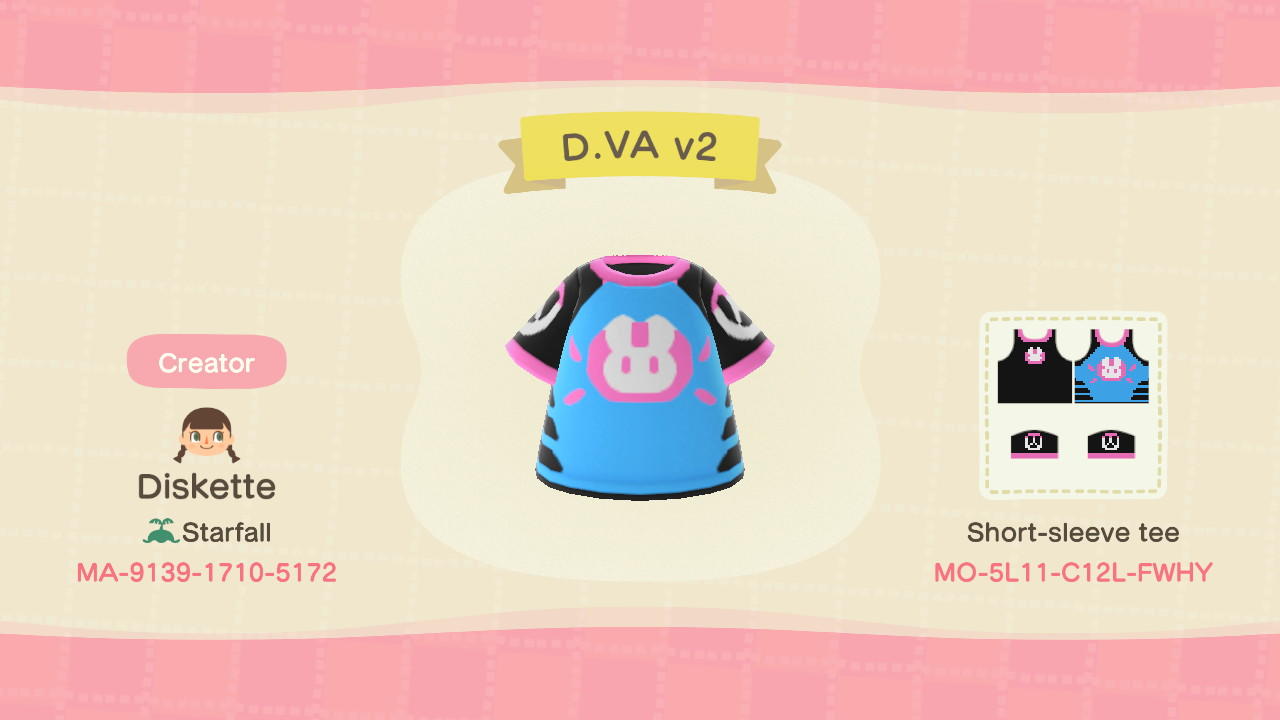 D.VA v2
Creator
Diskette
Starfall
MA-9139-1710-5172
Short-sleeve tee
MO-5L11-C12L-FWHY